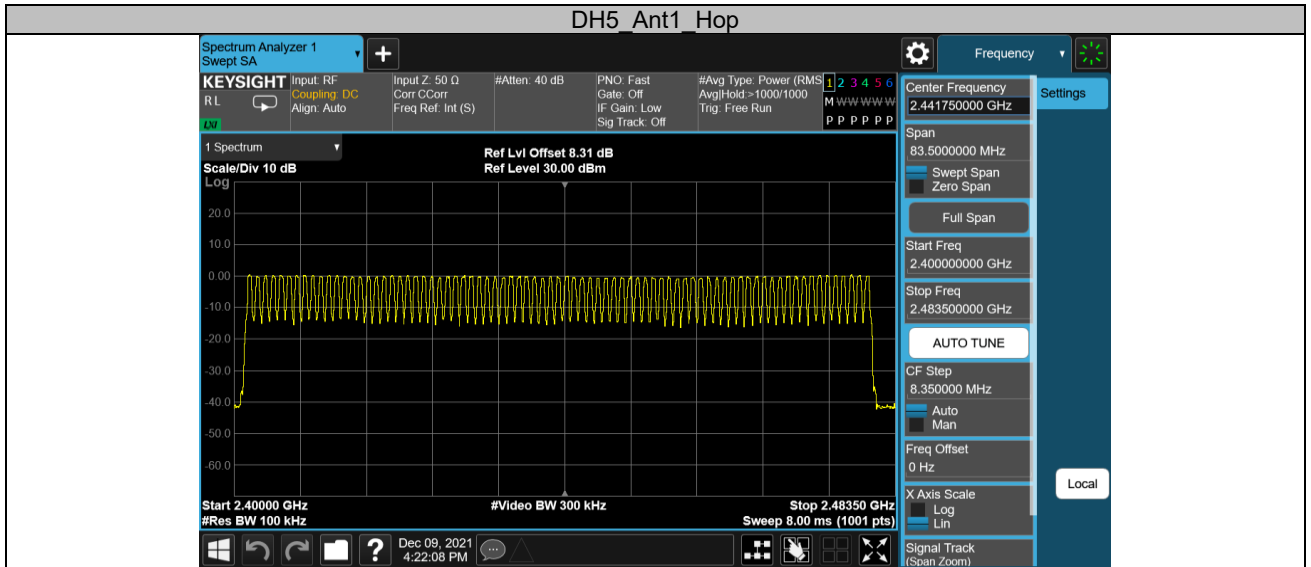 DH5_Ant1_Hop
Spectrum Analyzer 1
Swept SA
+
Frequency
KEYSIGHT
R L
LXI
Input: RF
Coupling: DC
Align: Auto
Input Z: 50 Ω
Corr CCorr
Freq Ref: Int (S)
#Atten: 40 dB
PNO: Fast
Gate: Off
IF Gain: Low
Sig Track: Off
#Avg Type: Power (RMS
Avg|Hold:>1000/1000
Trig: Free Run
1 2 3 4 5 6
M W W W W W
P P P P P P
1 Spectrum
Scale/Div 10 dB
Log
Ref Lvl Offset 8.31 dB
Ref Level 30.00 dBm
20.0
10.0
0.00
-10.0
-20.0
-30.0
-40.0
-50.0
-60.0
Start 2.40000 GHz
#Res BW 100 kHz
#Video BW 300 kHz
Stop 2.48350 GHz
Sweep 8.00 ms (1001 pts)
Center Frequency
2.441750000 GHz
Settings
Span
83.5000000 MHz
Swept Span
Zero Span
Full Span
Start Freq
2.400000000 GHz
Stop Freq
2.483500000 GHz
AUTO TUNE
CF Step
8.350000 MHz
Auto
Man
Freq Offset
0 Hz
X Axis Scale
Log
Lin
Local
Signal Track
(Span Zoom)
?
Dec 09, 2021
4:22:08 PM